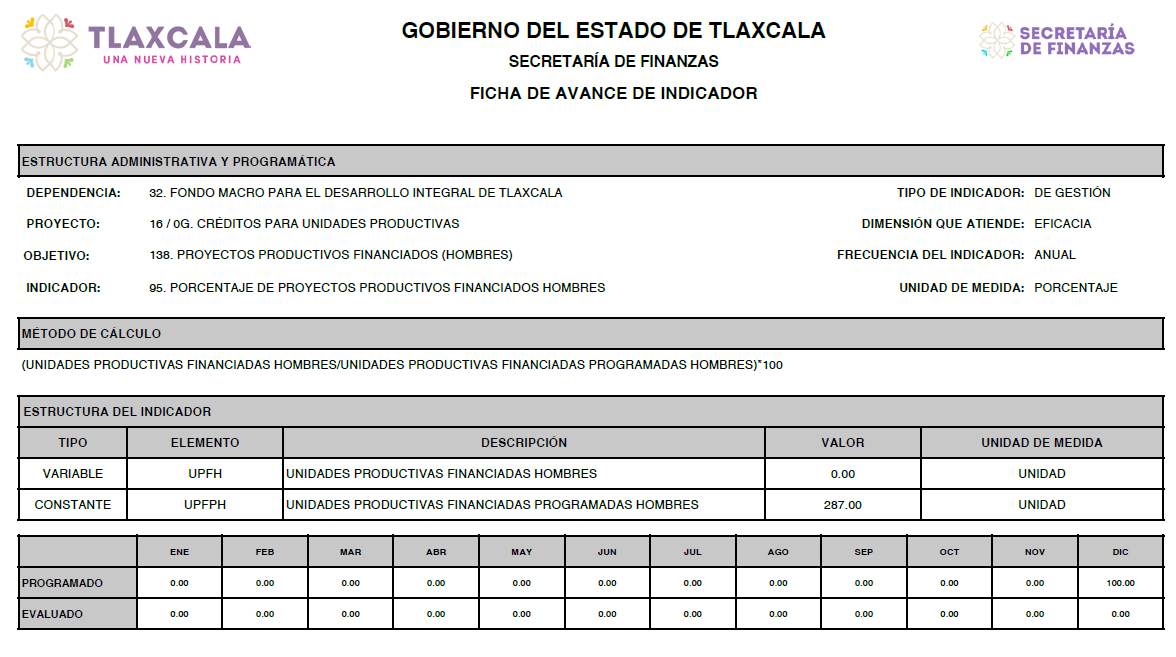 TLAXCALA
UNA NUEVA HISTORIA
GOBIERNO DEL ESTADO DE TLAXCALA
SECRETARÍA DE FINANZAS
FICHA DE AVANCE DE INDICADOR
SECRETARÍA
DE FINANZAS
ESTRUCTURA ADMINISTRATIVA Y PROGRAMÁTICA
DEPENDENCIA: 32. FONDO MACRO PARA EL DESARROLLO INTEGRAL DE TLAXCALA TIPO DE INDICADOR: DE GESTIÓN
PROYECTO: 16 / 0G. CRÉDITOS PARA UNIDADES PRODUCTIVAS DIMENSIÓN QUE ATIENDE: EFICACIA
OBJETIVO: 138. PROYECTOS PRODUCTIVOS FINANCIADOS (HOMBRES) FRECUENCIA DEL INDICADOR: ANUAL
INDICADOR: 95. PORCENTAJE DE PROYECTOS PRODUCTIVOS FINANCIADOS HOMBRES UNIDAD DE MEDIDA: PORCENTAJE
MÉTODO DE CÁLCULO
(UNIDADES PRODUCTIVAS FINANCIADAS HOMBRES/UNIDADES PRODUCTIVAS FINANCIADAS PROGRAMADAS HOMBRES)*100
ESTRUCTURA DEL INDICADOR
TIPO ELEMENTO DESCRIPCIÓN VALOR UNIDAD DE MEDIDA
VARIABLE UPFH UNIDADES PRODUCTIVAS FINANCIADAS HOMBRES 0.00 UNIDAD
CONSTANTE UPFPH UNIDADES PRODUCTIVAS FINANCIADAS PROGRAMADAS HOMBRES 287.00 UNIDAD
ENE FEB MAR ABR MAY JUN JUL AGO SEP OCT NOV DIC
PROGRAMADO 0.00 0.00 0.00 0.00 0.00 0.00 0.00 0.00 0.00 0.00 0.00 100.00
EVALUADO 0.00 0.00 0.00 0.00 0.00 0.00 0.00 0.00 0.00 0.00 0.00 0.00